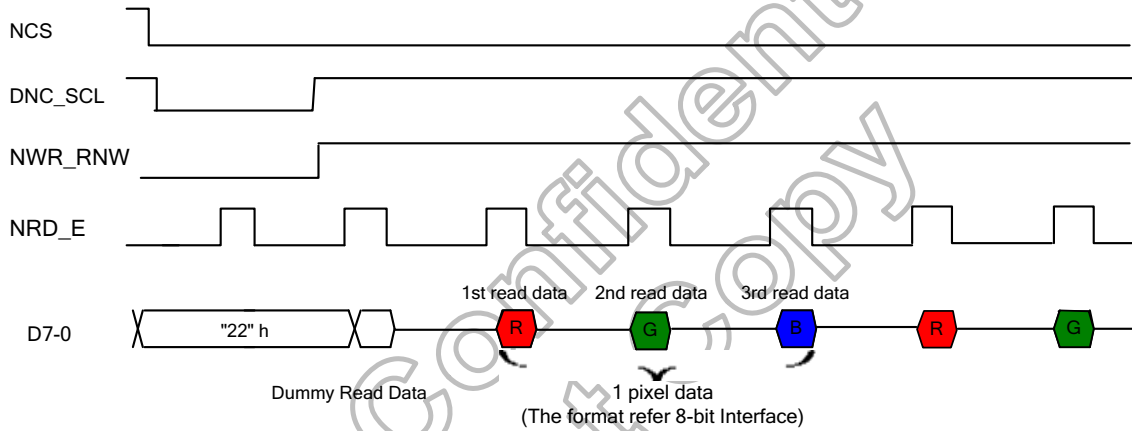 NCS
DNC_SCL
NWR_RNW
NRD_E
1st read data 2nd read data 3rd read data
D7-0 "22" h R G B R G
Dummy Read Data 1 pixel data
(The format refer 8-bit Interface)
Confident
Copy